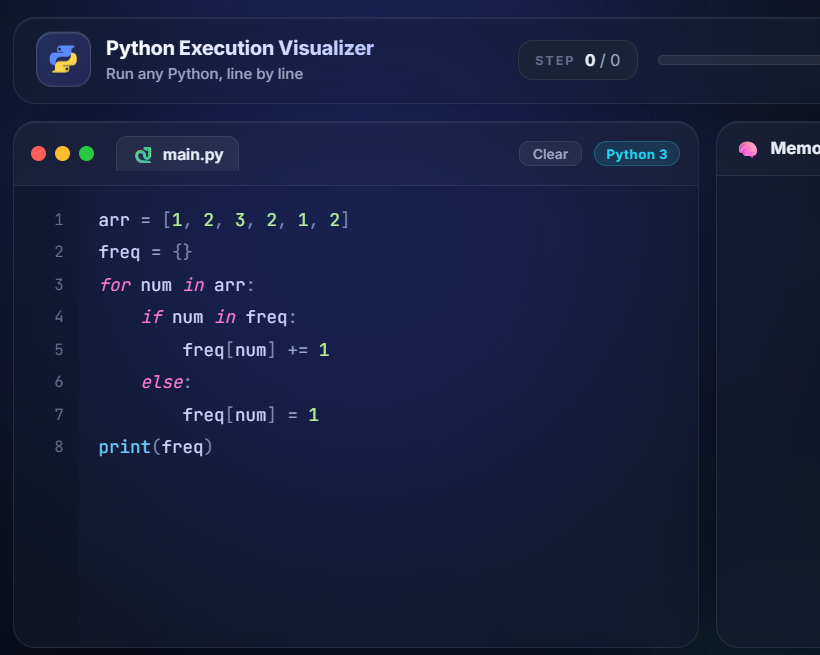 Python Execution Visualizer
Run any Python, line by line
STEP 0 / 0
main.py
Clear
Python 3
Memo
1 arr = [1, 2, 3, 2, 1, 2]
2 freq = {}
3 for num in arr:
4     if num in freq:
5         freq[num] += 1
6     else:
7         freq[num] = 1
8 print(freq)